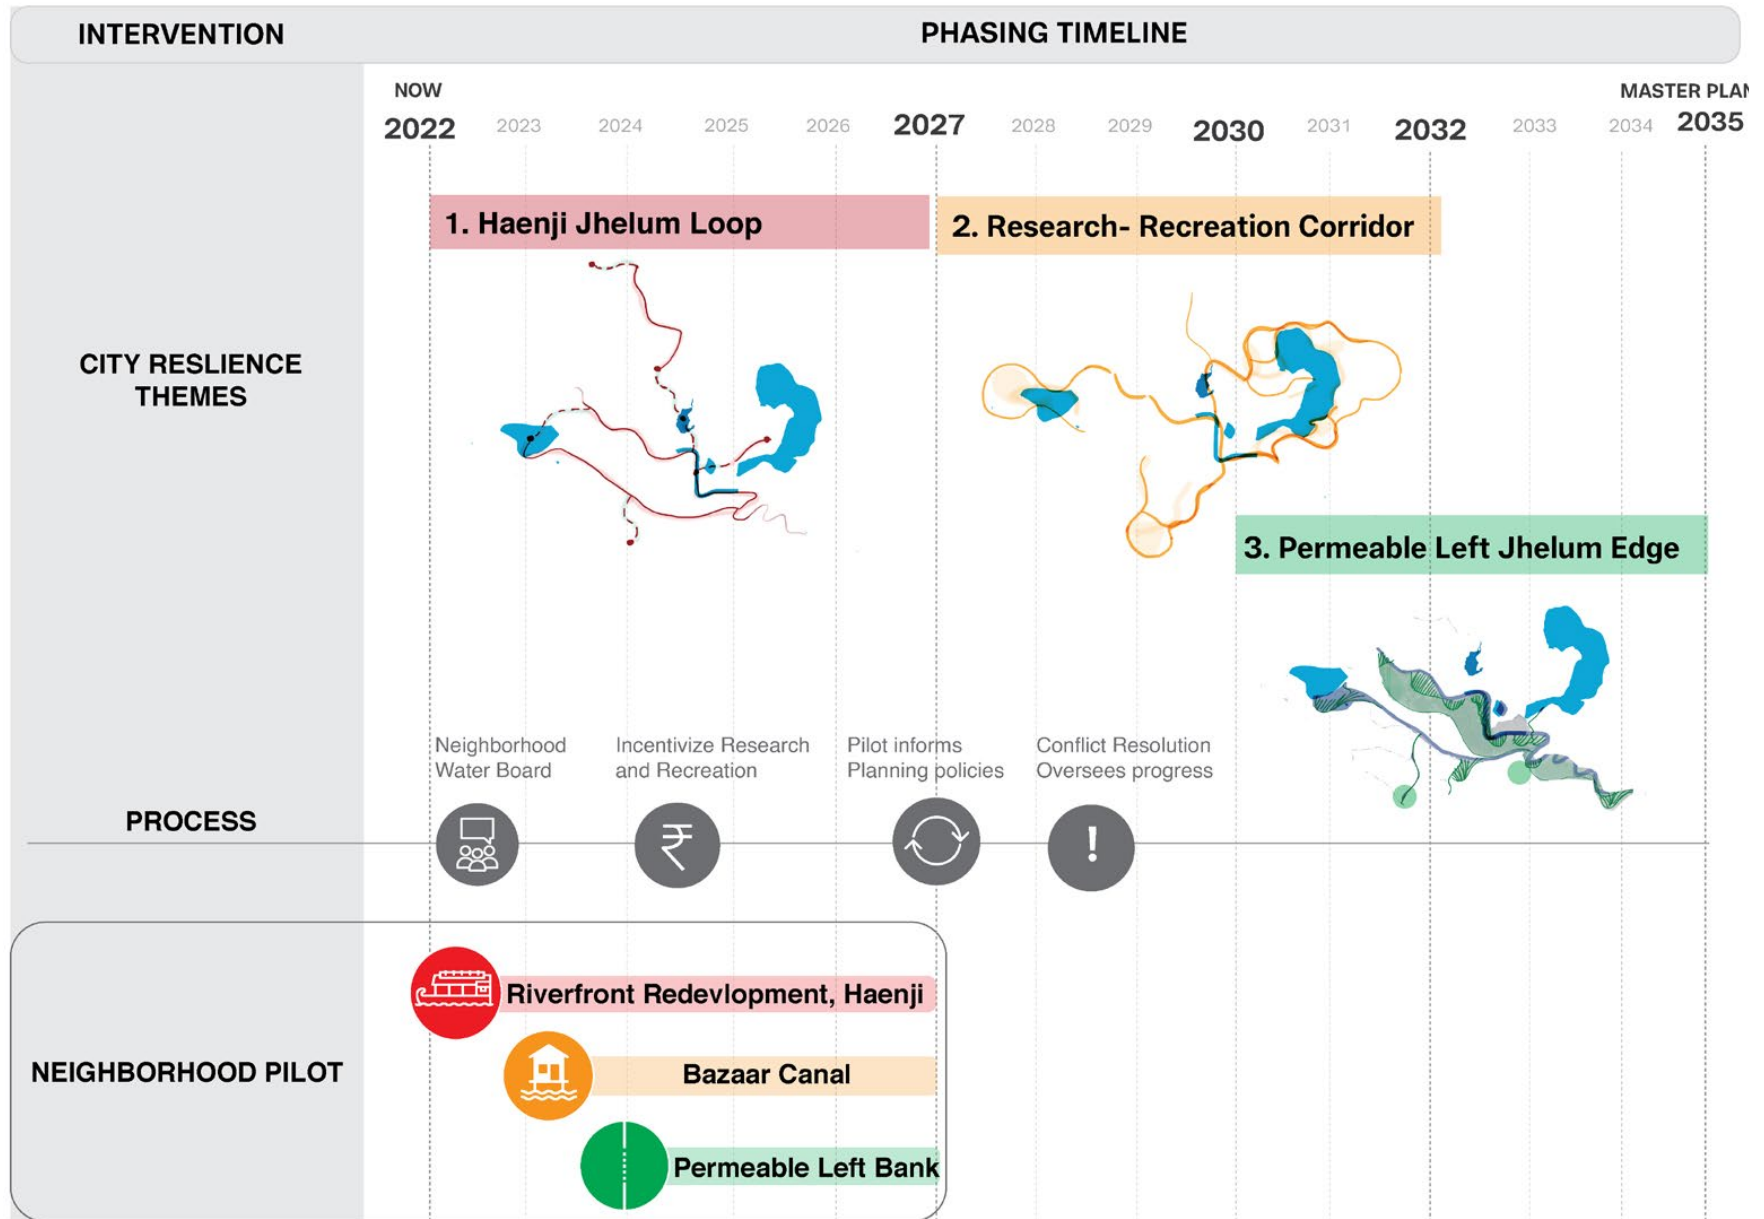 INTERVENTION
PHASING TIMELINE
NOW
MASTER PLAN
2022
2023
2024
2025
2026
2027
2028
2029
2030
2031
2032
2033
2034
2035
1. Haenji Jhelum Loop
2. Research- Recreation Corridor
CITY RESLIENCE
THEMES
3. Permeable Left Jhelum Edge
Neighborhood
Water Board
Incentivize Research
and Recreation
Pilot informs
Planning policies
Conflict Resolution
Oversees progress
PROCESS
₹
!
NEIGHBORHOOD PILOT
Riverfront Redevlopment, Haenji
Bazaar Canal
Permeable Left Bank